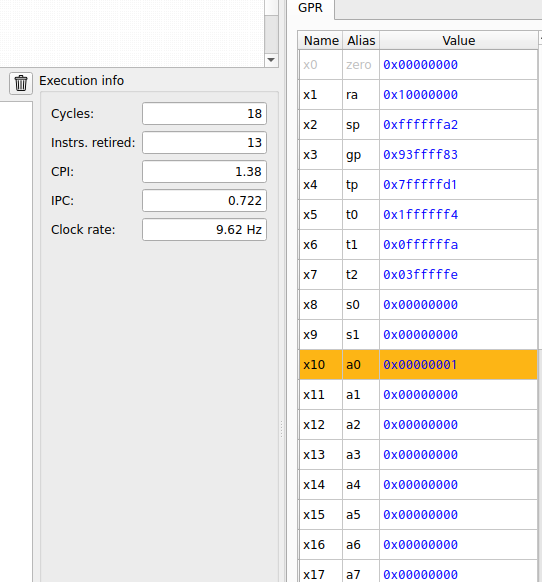 GPR
Execution info
Cycles: 18
Instrs. retired: 13
CPI: 1.38
IPC: 0.722
Clock rate: 9.62 Hz
Name Alias Value
x0 zero 0x00000000
x1 ra 0x10000000
x2 sp 0xffffffa2
x3 gp 0x93ffff83
x4 tp 0x7fffffd1
x5 t0 0x1ffffff4
x6 t1 0x0ffffffa
x7 t2 0x03fffffe
x8 s0 0x00000000
x9 s1 0x00000000
x10 a0 0x00000001
x11 a1 0x00000000
x12 a2 0x00000000
x13 a3 0x00000000
x14 a4 0x00000000
x15 a5 0x00000000
x16 a6 0x00000000
x17 a7 0x00000000